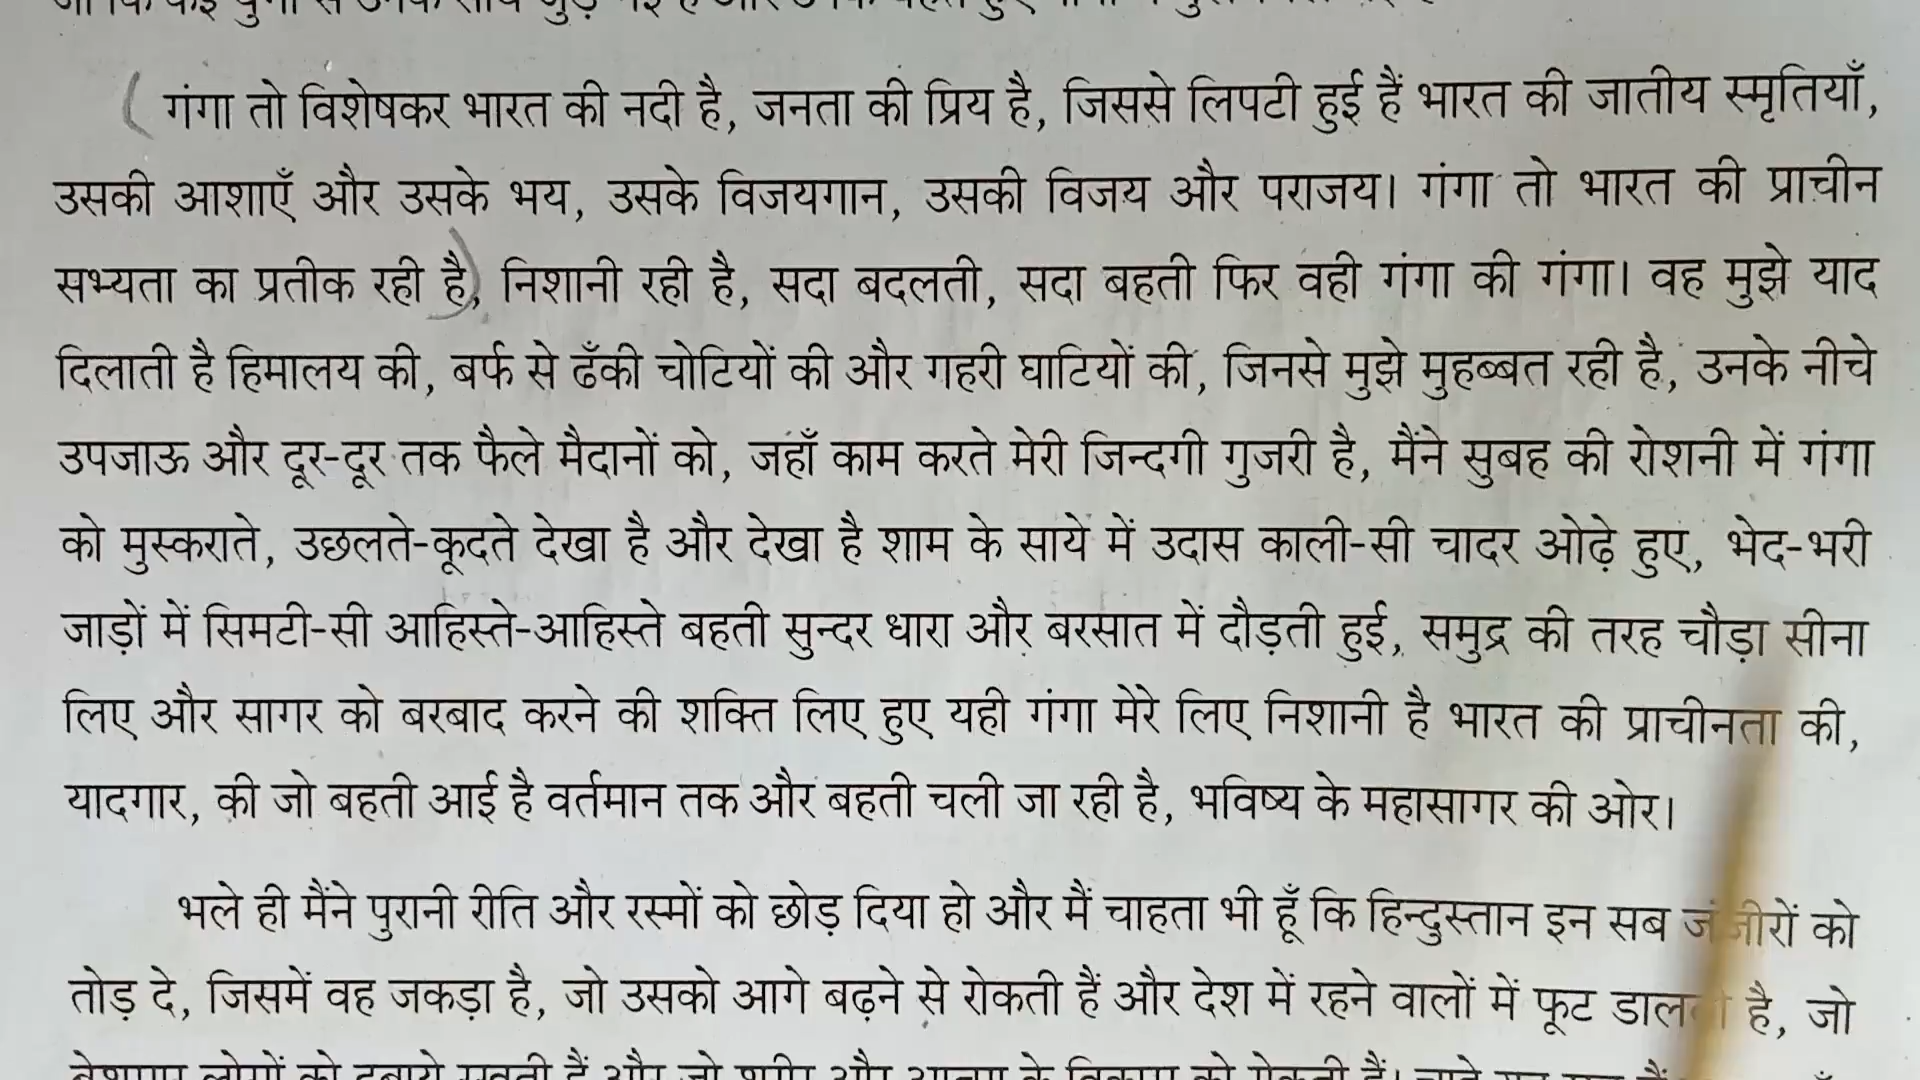 गंगा तो विशेषकर भारत की नदी है, जनता की प्रिय है, जिससे लिपटी हुई हैं भारत की जातीय स्मृतियाँ,
उसकी आशाएँ और उसके भय, उसके विजयगान, उसकी विजय और पराजय। गंगा तो भारत की प्राचीन
सभ्यता का प्रतीक रही है, निशानी रही है, सदा बदलती, सदा बहती फिर वही गंगा की गंगा। वह मुझे याद
दिलाती है हिमालय की, बर्फ से ढँकी चोटियों की और गहरी घाटियों की, जिनसे मुझे मुहब्बत रही है, उनके नीचे
उपजाऊ और दूर-दूर तक फैले मैदानों को, जहाँ काम करते मेरी जिन्दगी गुजरी है, मैंने सुबह की रोशनी में गंगा
को मुस्कराते, उछलते-कूदते देखा है और देखा है शाम के साये में उदास काली-सी चादर ओढ़े हुए, भेद-भरी
जाड़ों में सिमटी-सी आहिस्ते-आहिस्ते बहती सुन्दर धारा और बरसात में दौड़ती हुई, समुद्र की तरह चौड़ा सीना
लिए और सागर को बरबाद करने की शक्ति लिए हुए यही गंगा मेरे लिए निशानी है भारत की प्राचीनता की,
यादगार, की जो बहती आई है वर्तमान तक और बहती चली जा रही है, भविष्य के महासागर की ओर।
भले ही मैंने पुरानी रीति और रस्मों को छोड़ दिया हो और मैं चाहता भी हूँ कि हिन्दुस्तान इन सब जंजीरों को
तोड़ दे, जिसमें वह जकड़ा है, जो उसको आगे बढ़ने से रोकती हैं और देश में रहने वालों में फूट डालती है, जो